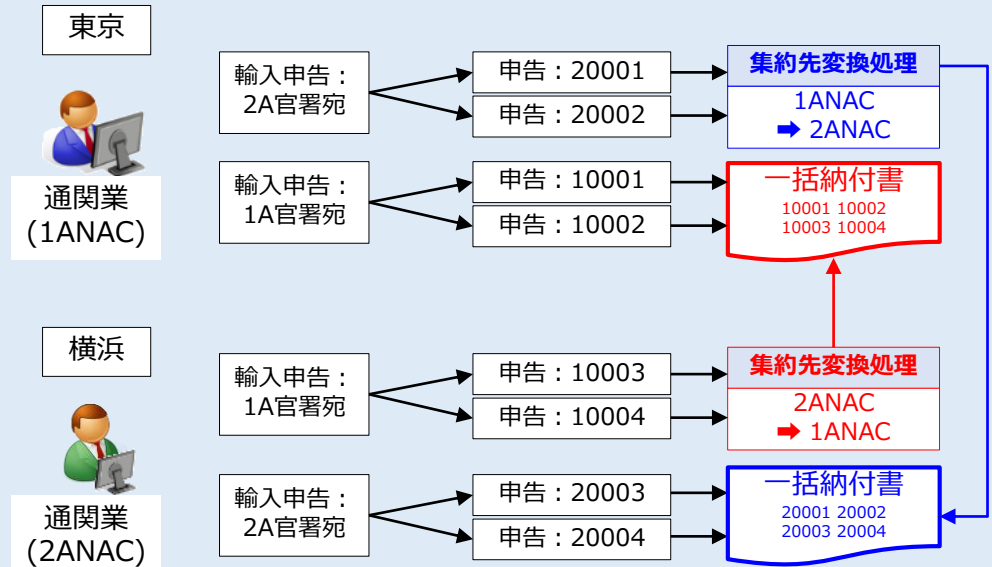 東京
通関業
(1ANAC)
輸入申告：
2A官署宛
申告：20001
申告：20002
集約先変換処理
1ANAC
➡ 2ANAC
輸入申告：
1A官署宛
申告：10001
申告：10002
一括納付書
10001 10002
10003 10004
横浜
通関業
(2ANAC)
輸入申告：
1A官署宛
申告：10003
申告：10004
集約先変換処理
2ANAC
➡ 1ANAC
輸入申告：
2A官署宛
申告：20003
申告：20004
一括納付書
20001 20002
20003 20004